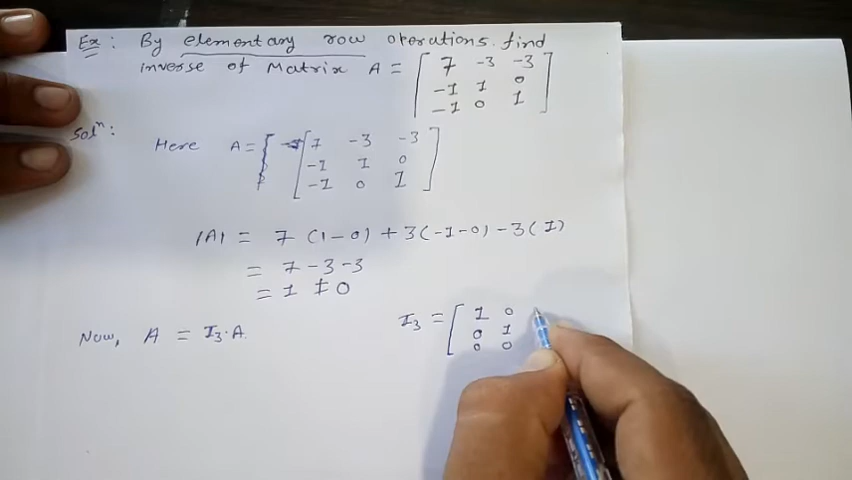 Ex: By elementary row operations. find
inverse of Matrix A = [ 7 -3 -3
-1 1 0
-1 0 1 ]
Solⁿ:
Here A = [ 7 -3 -3
-1 1 0
-1 0 1 ]
|A| = 7 (1-0) + 3(-1-0) - 3(1)
= 7 - 3 -3
= 1 ≠ 0
Now, A = I₃·A.
I₃ = [ 1 0
0 1
0 0